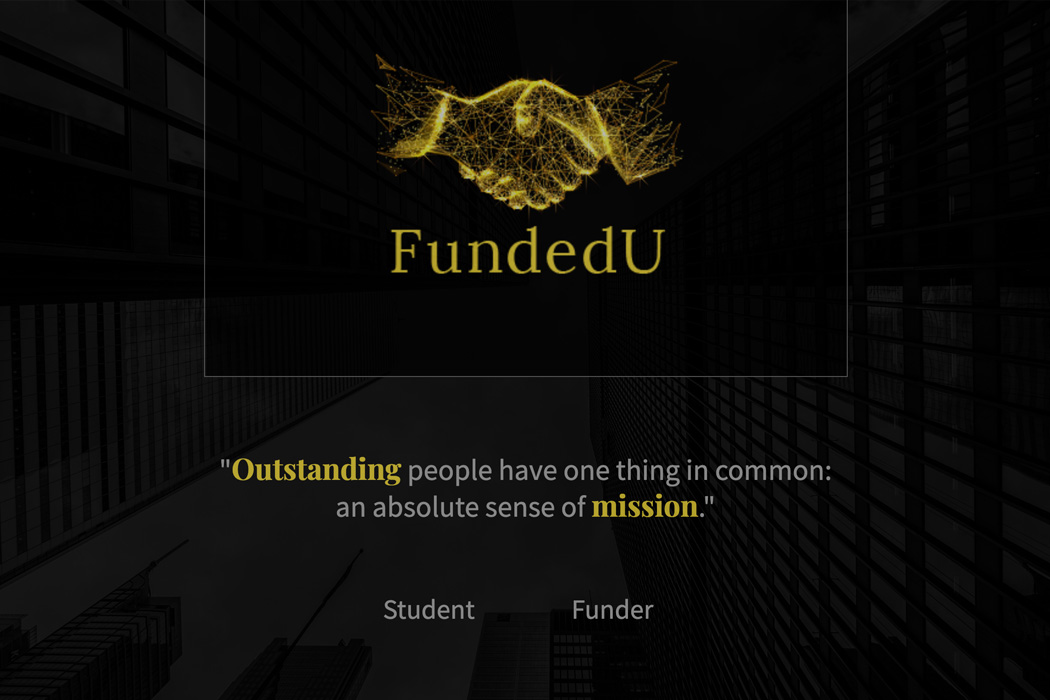 FundedU
"Outstanding people have one thing in common:
an absolute sense of mission."
Student Funder